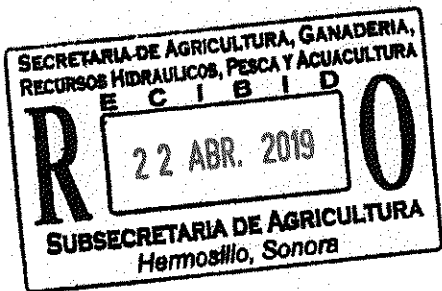 SECRETARIA DE AGRICULTURA, GANADERIA,
RECURSOS HIDRAULICOS, PESCA Y ACUACULTURA
R E C I B I D O
22 ABR. 2019
SUBSECRETARIA DE AGRICULTURA
Hermosillo, Sonora